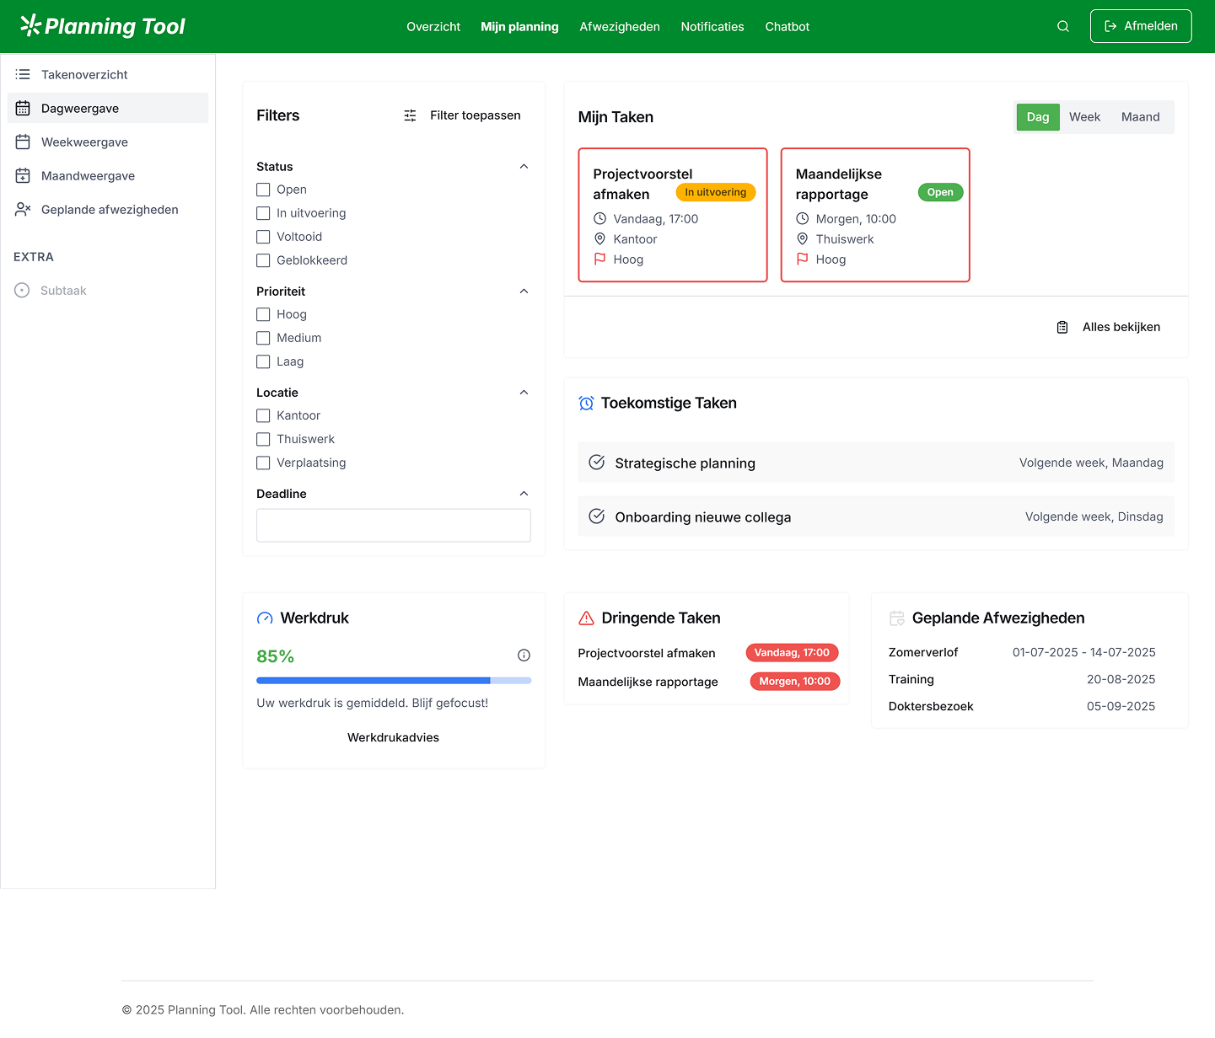 Planning Tool
Overzicht
Mijn planning
Afwezigheden
Notificaties
Chatbot
Afmelden
Takenoverzicht
Dagweergave
Weekweergave
Maandweergave
Geplande afwezigheden
EXTRA
Subtaak
Filters
Filter toepassen
Status
Open
In uitvoering
Voltooid
Geblokkeerd
Prioriteit
Hoog
Medium
Laag
Locatie
Kantoor
Thuiswerk
Verplaatsing
Deadline
Mijn Taken
Dag
Week
Maand
Projectvoorstel
afmaken
In uitvoering
Vandaag, 17:00
Kantoor
Hoog
Maandelijkse
rapportage
Open
Morgen, 10:00
Thuiswerk
Hoog
Alles bekijken
Toekomstige Taken
Strategische planning
Volgende week, Maandag
Onboarding nieuwe collega
Volgende week, Dinsdag
Werkdruk
85%
Uw werkdruk is gemiddeld. Blijf gefocust!
Werkdrukadvies
Dringende Taken
Projectvoorstel afmaken
Vandaag, 17:00
Maandelijkse rapportage
Morgen, 10:00
Geplande Afwezigheden
Zomerverlof
01-07-2025 - 14-07-2025
Training
20-08-2025
Doktersbezoek
05-09-2025
© 2025 Planning Tool. Alle rechten voorbehouden.